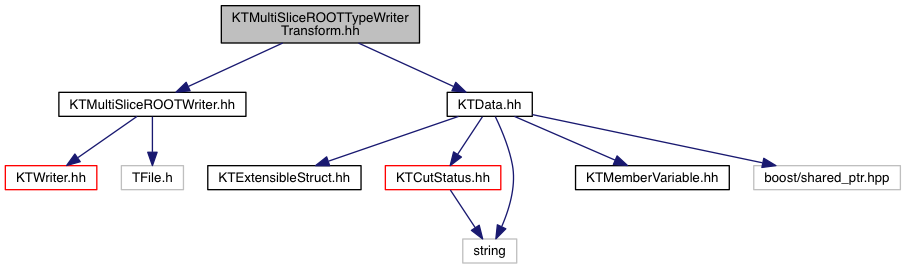 KTMultiSliceROOTTypeWriter
Transform.hh
KTMultiSliceROOTWriter.hh
KTData.hh
KTWriter.hh
TFile.h
KTExtensibleStruct.hh
KTCutStatus.hh
KTMemberVariable.hh
boost/shared_ptr.hpp
string